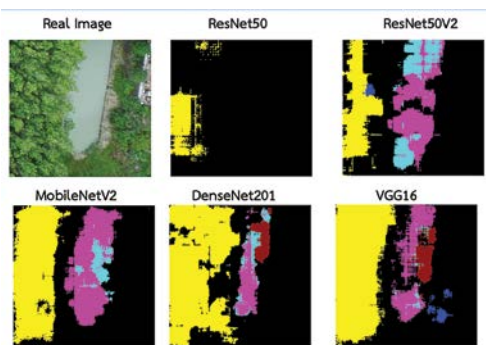 Real Image
ResNet50
ResNet50V2
MobileNetV2
DenseNet201
VGG16